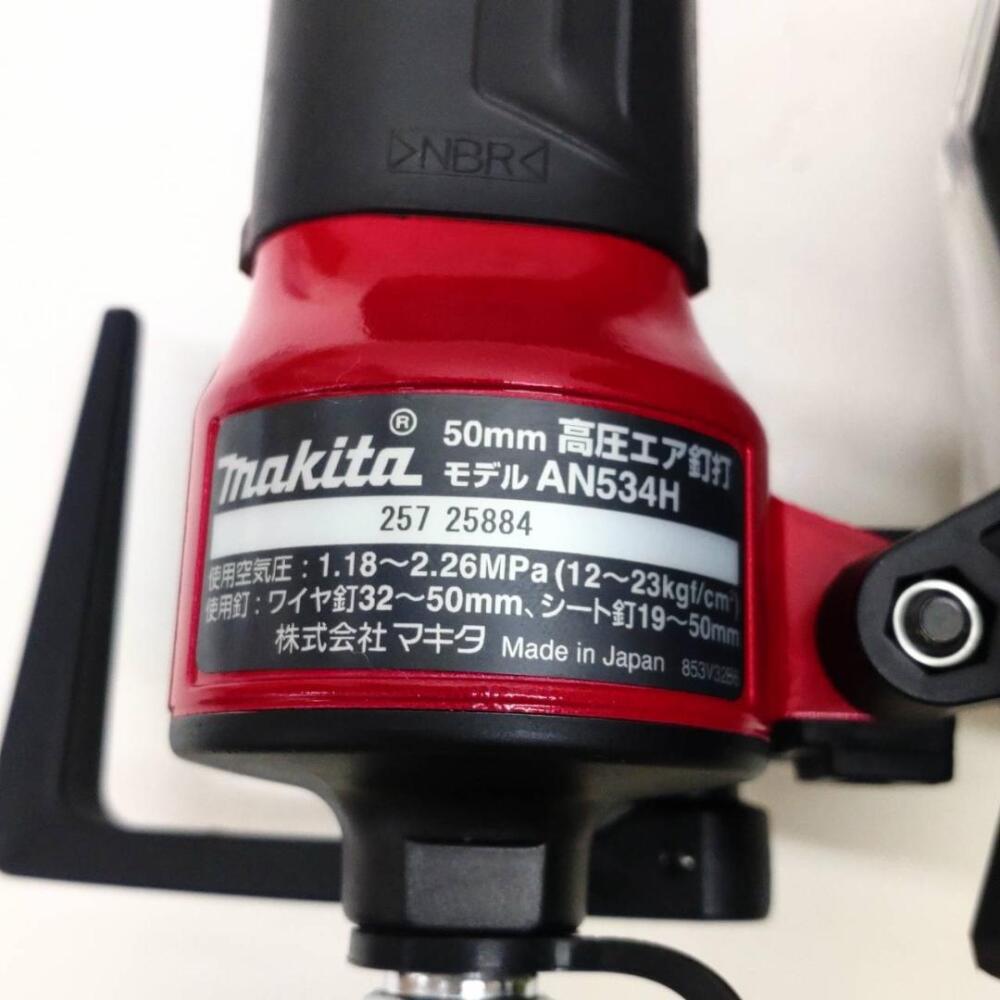 >NBR<
makita®
50mm 高圧エア釘打
モデル AN534H
257 25884
使用空気圧:1.18～2.26MPa(12～23kgf/cm²)
使用釘:ワイヤ釘32～50mm、シート釘19～50mm
株式会社マキタ Made in Japan